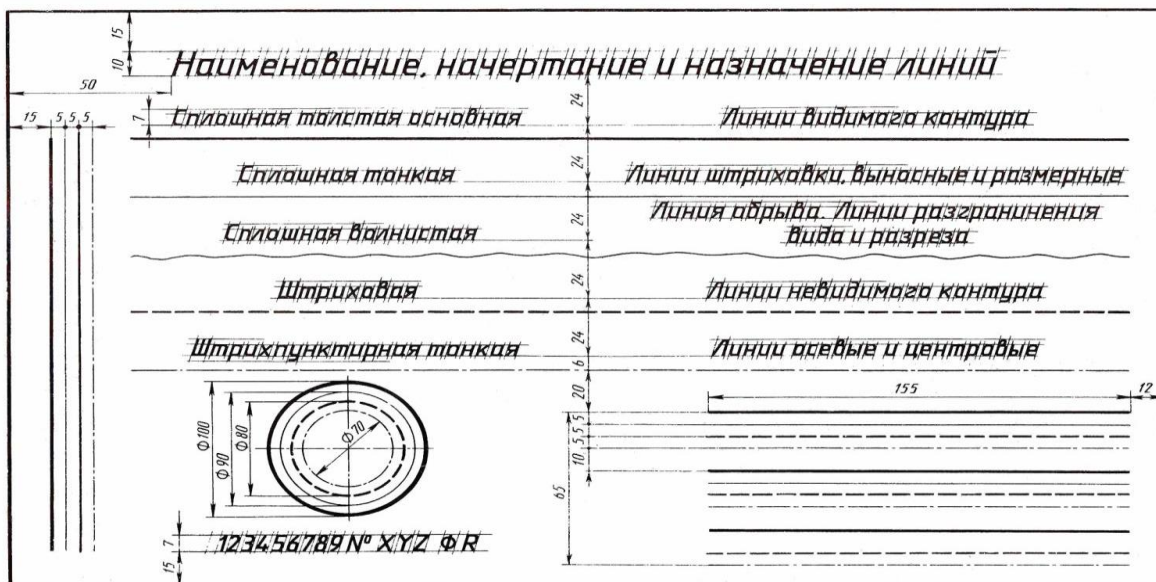 15
10
Наименование, начертание и назначение линий
50
15 5 5 5
7
Сплошная толстая основная
24
Линии видимого контура
Сплошная тонкая
24
Линии штриховки, выносные и размерные
Сплошная волнистая
24
Линия обрыва. Линии разграничения
вида и разреза
Штриховая
24
Линии невидимого контура
Штрихпунктирная тонкая
24
Линии осевые и центровые
6
20
155
12
Ф100
Ф90
Ф80
Ф70
5
5
5
10
65
7
15
123456789 № XYZ Ф R